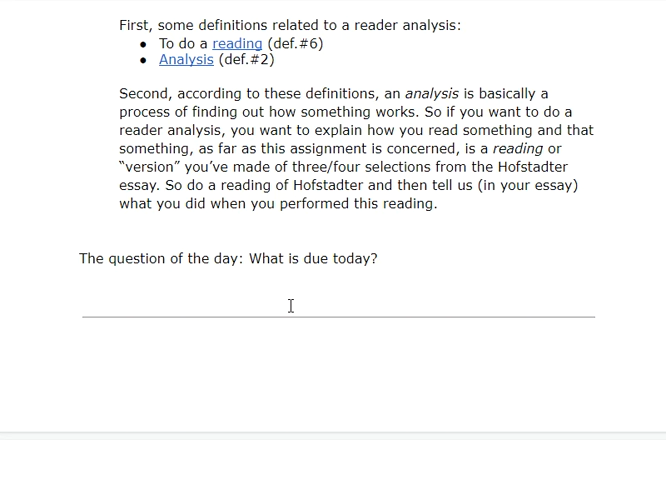 First, some definitions related to a reader analysis:
● To do a reading (def.#6)
● Analysis (def.#2)
Second, according to these definitions, an analysis is basically a
process of finding out how something works. So if you want to do a
reader analysis, you want to explain how you read something and that
something, as far as this assignment is concerned, is a reading or
“version” you’ve made of three/four selections from the Hofstadter
essay. So do a reading of Hofstadter and then tell us (in your essay)
what you did when you performed this reading.
The question of the day: What is due today?